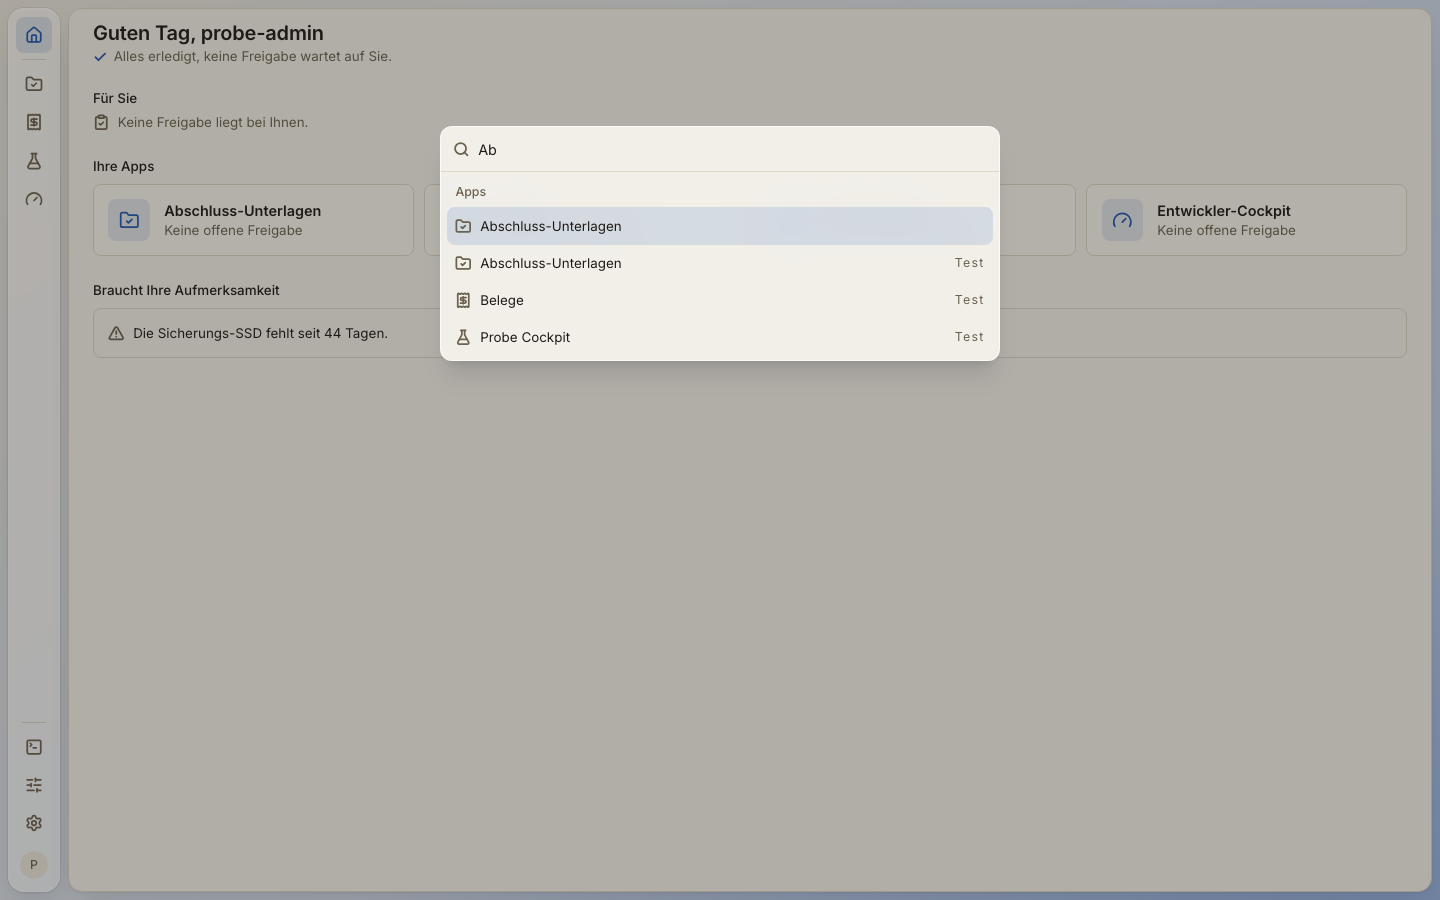 Guten Tag, probe-admin
Alles erledigt, keine Freigabe wartet auf Sie.
Für Sie
Keine Freigabe liegt bei Ihnen.
Ab
Ihre Apps
Apps
Abschluss-Unterlagen
Keine offene Freigabe
Entwickler-Cockpit
Keine offene Freigabe
Abschluss-Unterlagen
Abschluss-Unterlagen Test
Belege Test
Probe Cockpit Test
Braucht Ihre Aufmerksamkeit
Die Sicherungs-SSD fehlt seit 44 Tagen.
P